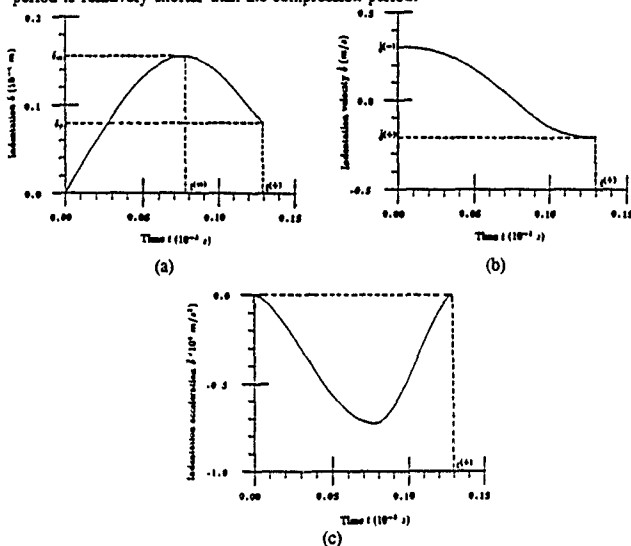 period is relatively shorter than the compression period.
0.2
0.1
0.0
δm
Indentation δ (10⁻⁴ m)
t(m)
t(+)
0.00
0.05
0.10
0.15
Time t (10⁻³ s)
(a)
0.5
0.0
-0.5
δ̇(-)
δ̇(+)
Indentation velocity δ̇ (m/s)
t(+)
0.00
0.05
0.10
0.15
Time t (10⁻³ s)
(b)
0.0
-0.5
-1.0
Indentation acceleration
t(+)
0.00
0.05
0.10
0.15
Time t (10⁻³ s)
(c)